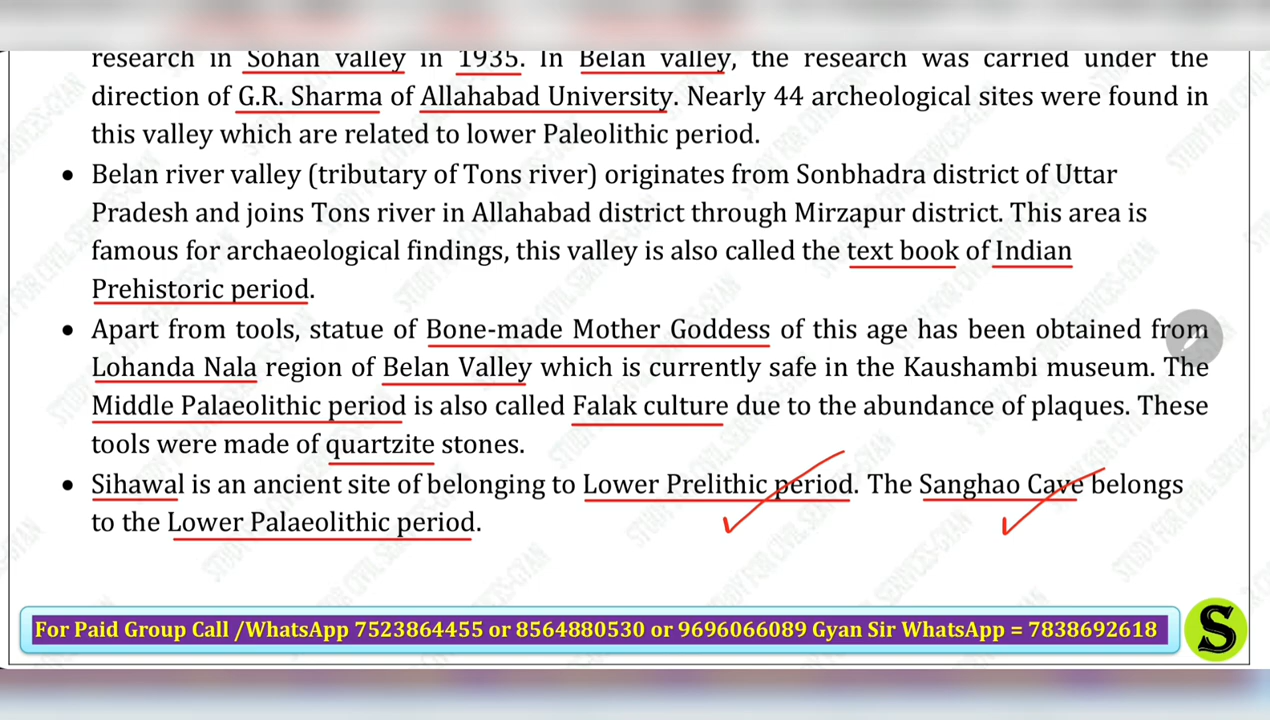 research in Sohan valley in 1935. In Belan valley, the research was carried under the
direction of G.R. Sharma of Allahabad University. Nearly 44 archeological sites were found in
this valley which are related to lower Paleolithic period.
• Belan river valley (tributary of Tons river) originates from Sonbhadra district of Uttar
Pradesh and joins Tons river in Allahabad district through Mirzapur district. This area is
famous for archaeological findings, this valley is also called the text book of Indian
Prehistoric period.
• Apart from tools, statue of Bone-made Mother Goddess of this age has been obtained from
Lohanda Nala region of Belan Valley which is currently safe in the Kaushambi museum. The
Middle Palaeolithic period is also called Falak culture due to the abundance of plaques. These
tools were made of quartzite stones.
• Sihawal is an ancient site of belonging to Lower Prelithic period. The Sanghao Cave belongs
to the Lower Palaeolithic period.
For Paid Group Call /WhatsApp 7523864455 or 8564880530 or 9696066089 Gyan Sir WhatsApp = 7838692618
S